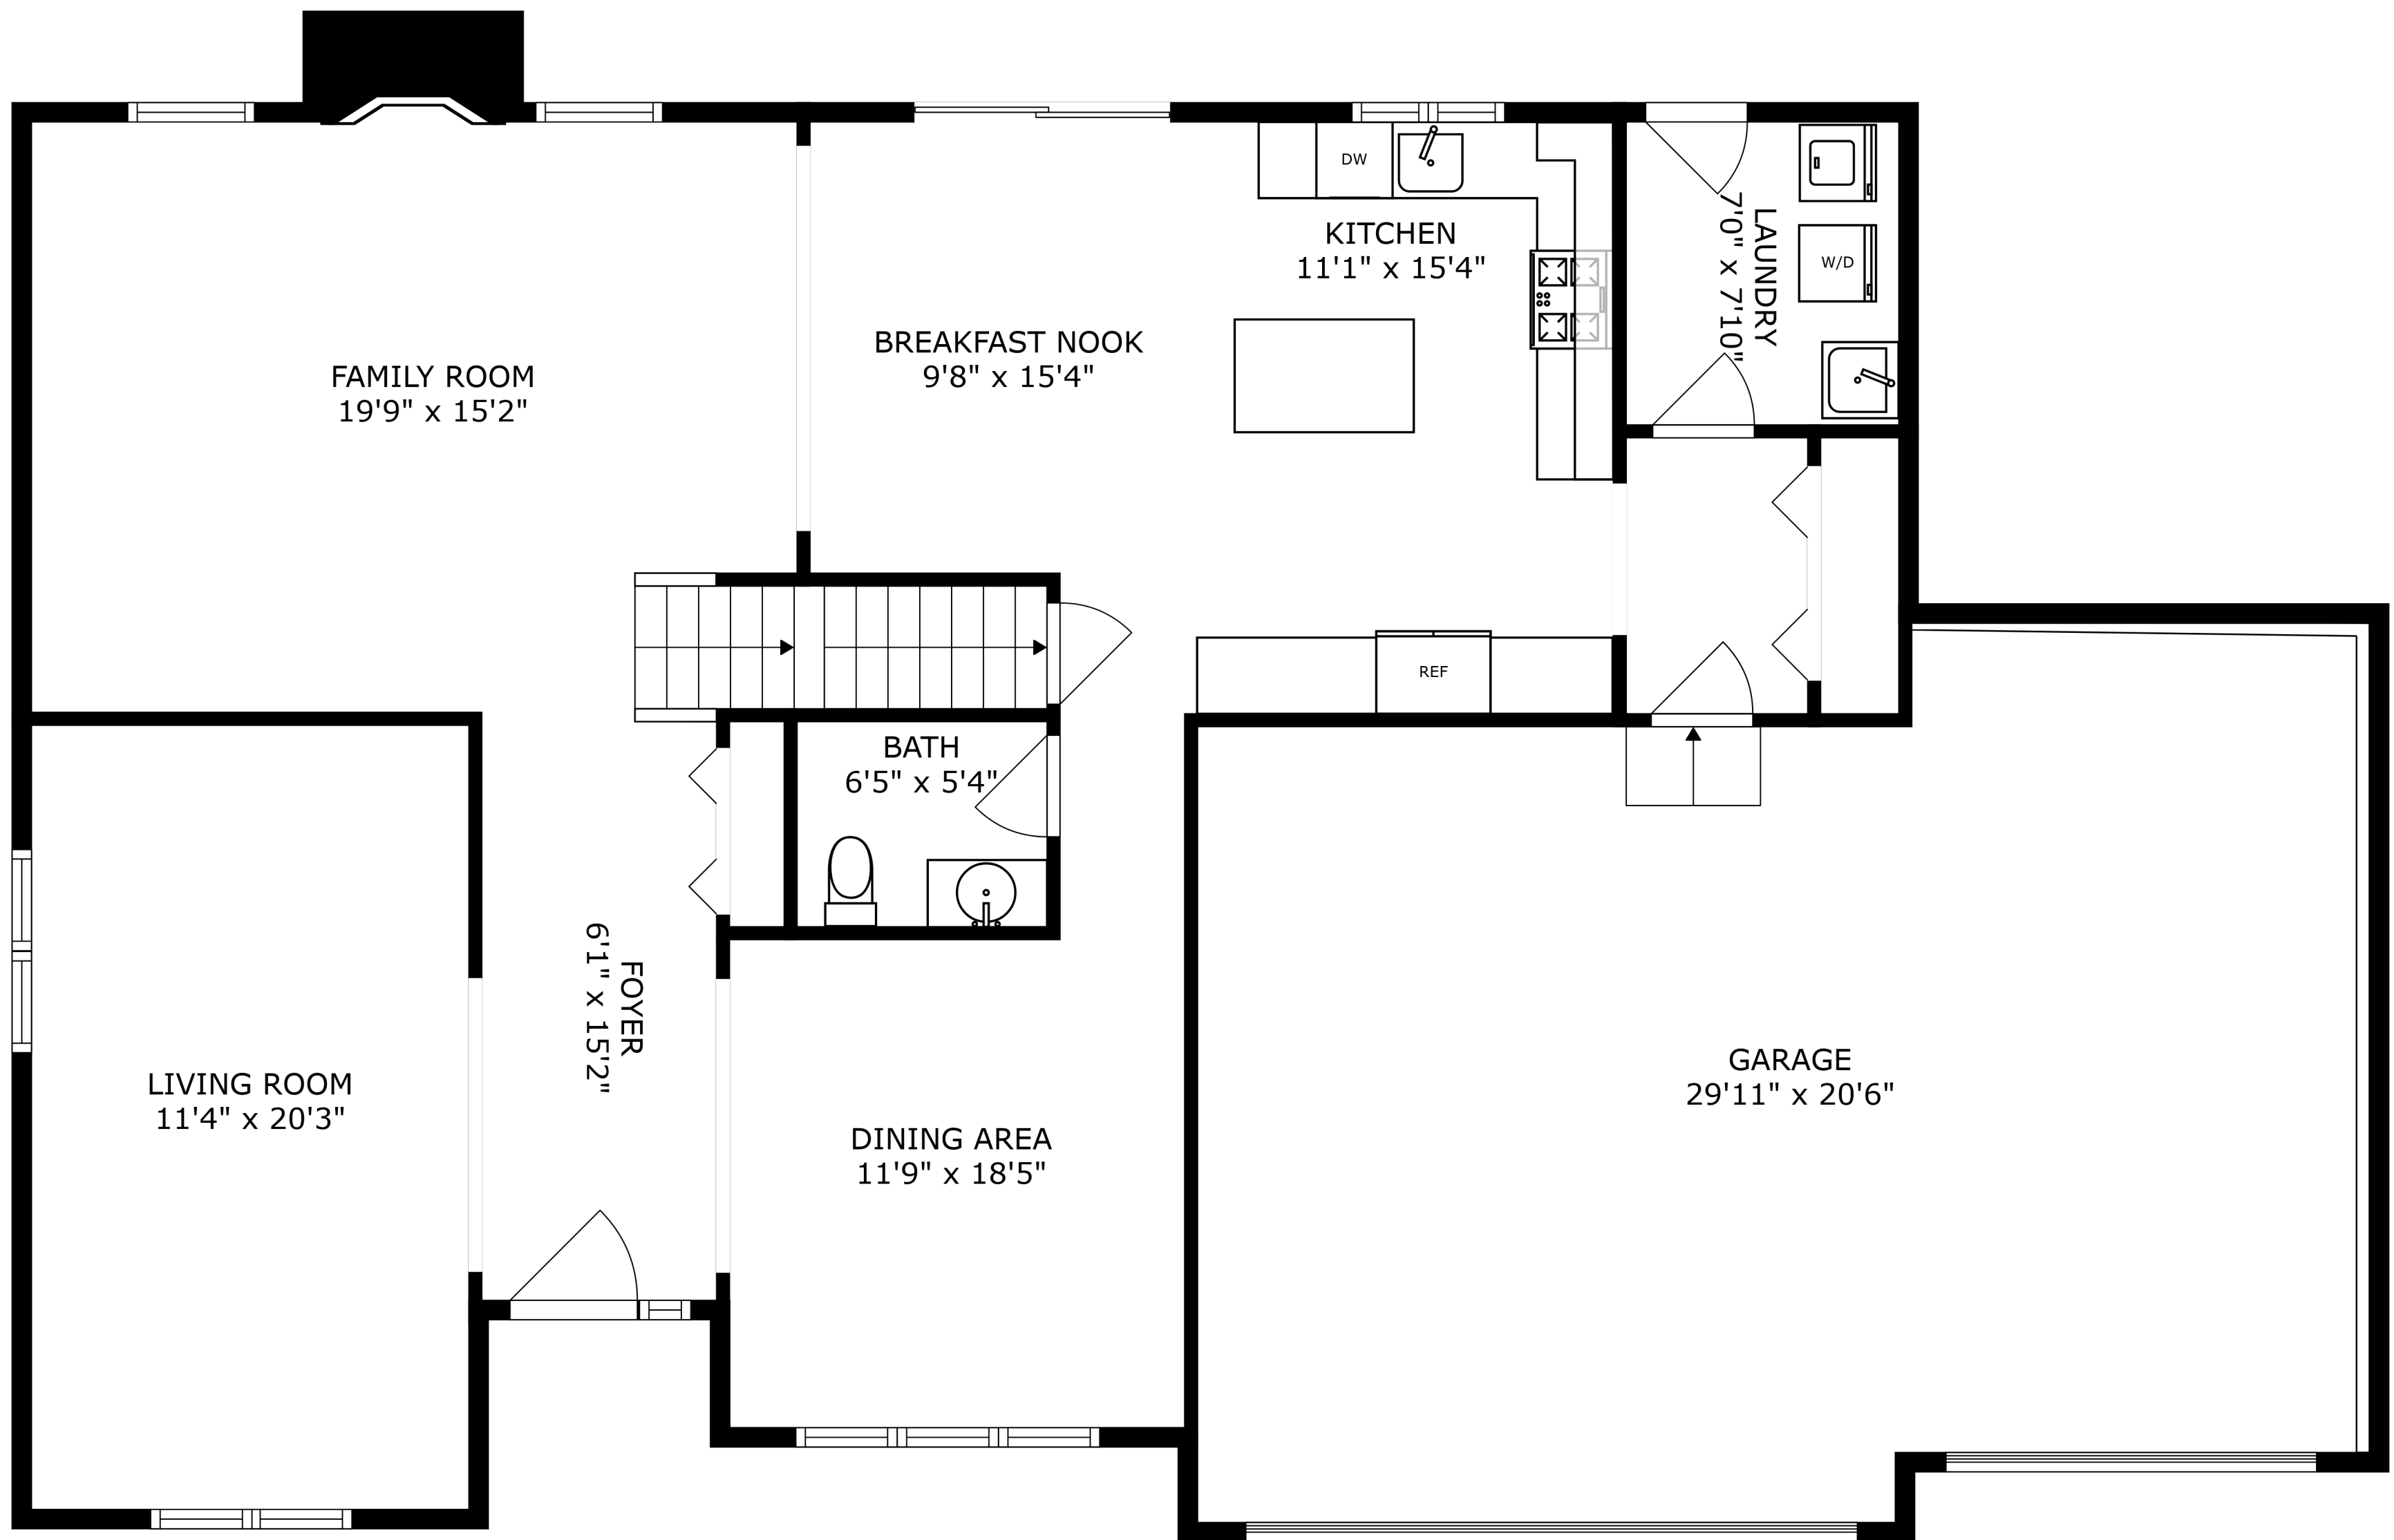 DW
KITCHEN
11'1" x 15'4"
LAUNDRY
7'0" x 7'10"
W/D
BREAKFAST NOOK
9'8" x 15'4"
FAMILY ROOM
19'9" x 15'2"
REF
BATH
6'5" x 5'4"
FOYER
6'1" x 15'2"
LIVING ROOM
11'4" x 20'3"
DINING AREA
11'9" x 18'5"
GARAGE
29'11" x 20'6"